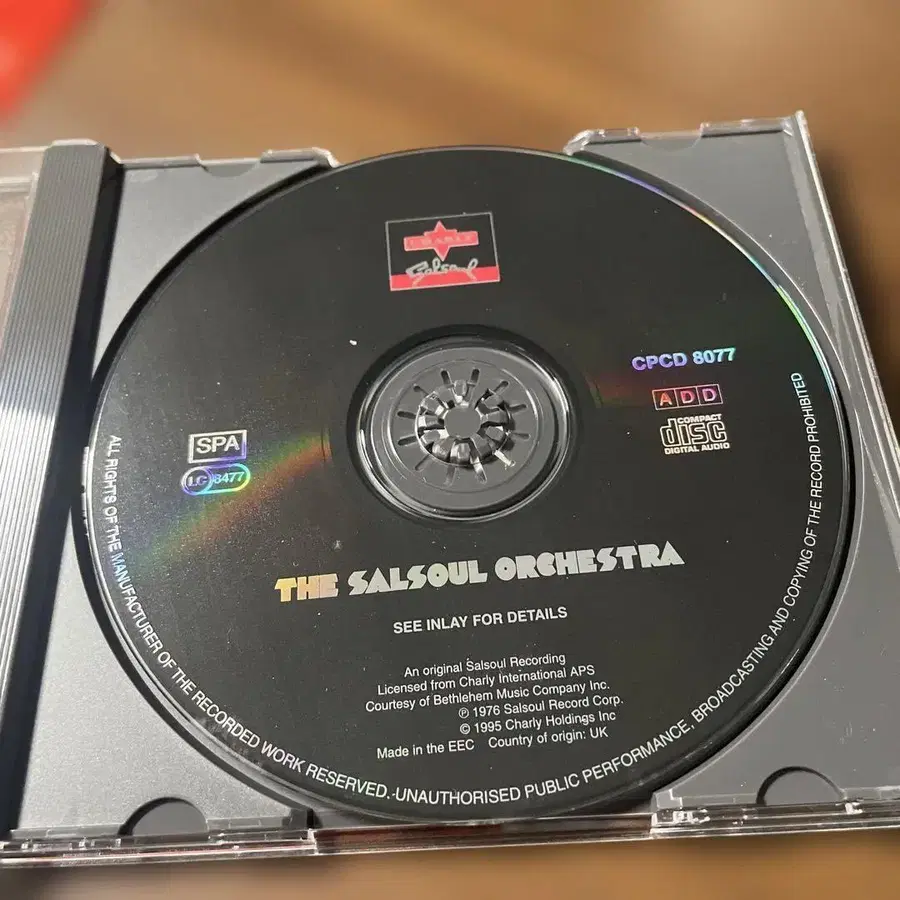 CHARLY
Salsoul
CPCD 8077
ADD
COMPACT
disc
DIGITAL AUDIO
SPA
LC 8477
THE SALSOUL ORCHESTRA
SEE INLAY FOR DETAILS
An original Salsoul Recording
Licensed from Charly International APS
Courtesy of Bethlehem Music Company Inc.
℗ 1976 Salsoul Record Corp.
© 1995 Charly Holdings Inc
Made in the EEC Country of origin: UK
ALL RIGHTS OF THE MANUFACTURER OF THE RECORDED WORK RESERVED. UNAUTHORISED PUBLIC PERFORMANCE, BROADCASTING AND COPYING OF THE RECORD PROHIBITED